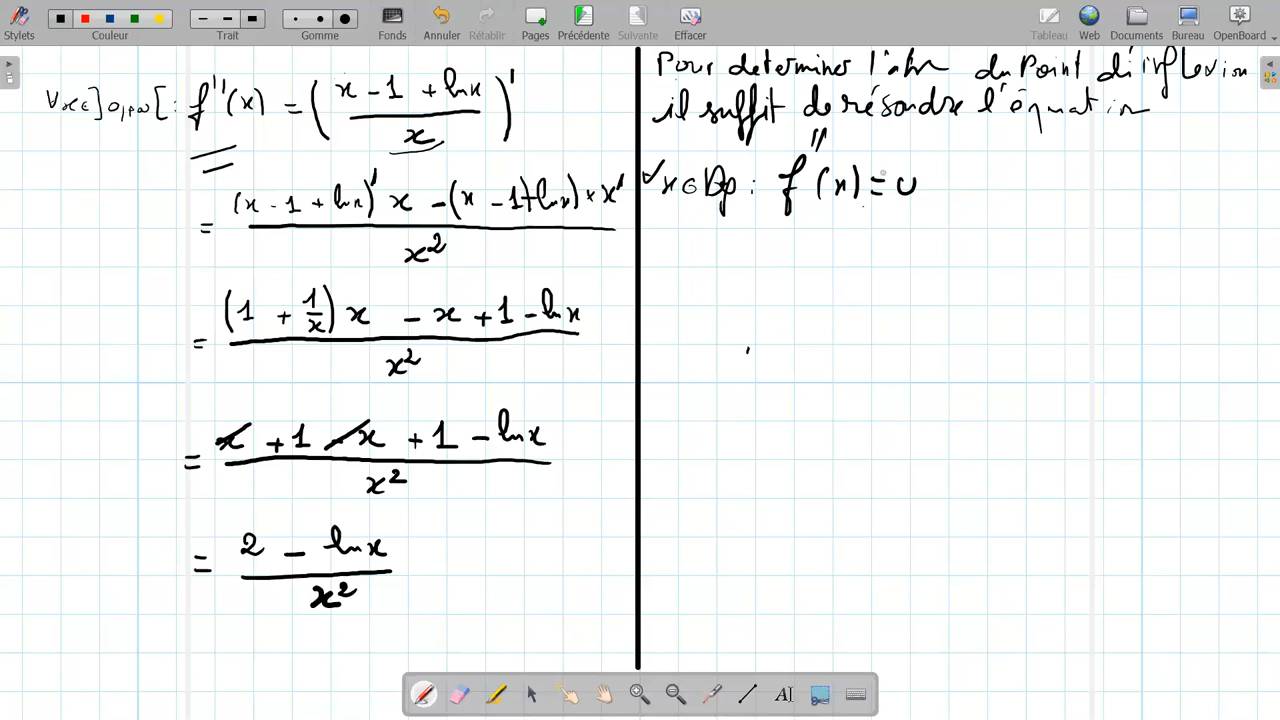 Stylets
Couleur
Trait
Gomme
Fonds
Annuler
Rétablir
Pages
Précédente
Suivante
Effacer
Tableau
Web
Documents
Bureau
OpenBoard
∀x∈]0,+∞[ : f''(x) = ((x - 1 + ln x)/x)'
= ((x - 1 + ln x)' x - (x - 1 + ln x) × x')/x²
= ((1 + 1/x) x - x + 1 - ln x)/x²
= (x + 1 - x + 1 - ln x)/x²
= (2 - ln x)/x²
Pour determiner l'abs du Point d'inflexion
il suffit de résoudre l'équation
∀x∈Df : f''(x) = 0